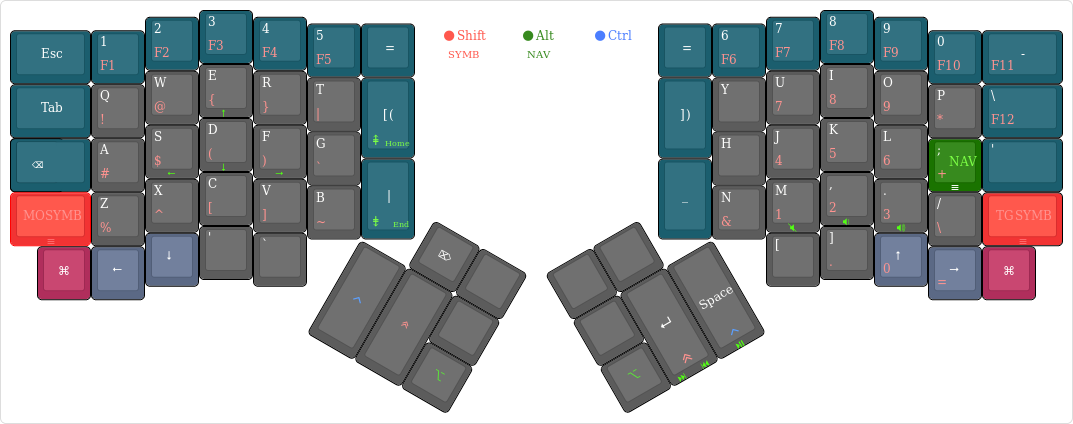 Esc
1
F1
2
F2
3
F3
4
F4
5
F5
=
Shift
SYMB
Alt
NAV
Ctrl
=
6
F6
7
F7
8
F8
9
F9
0
F10
-
F11
Tab
Q
!
W
@
E
{
↑
R
}
T
|
[(
⇞ Home
])
Y
U
7
I
8
O
9
P
*
\
F12
⌫
A
#
S
$
←
D
(
↓
F
)
→
G
`
H
J
4
K
5
L
6
;
NAV
+
≡
'
MOSYMB
≡
Z
%
X
^
C
[
V
]
B
~
|
⇟ End
_
N
&
M
1
,
2
.
3
/
\
TGSYMB
≡
⌘
←
↓
'
`
[
]
.
↑
0
→
=
⌘
⌦
^
⌥
Space
^
↵
⌥